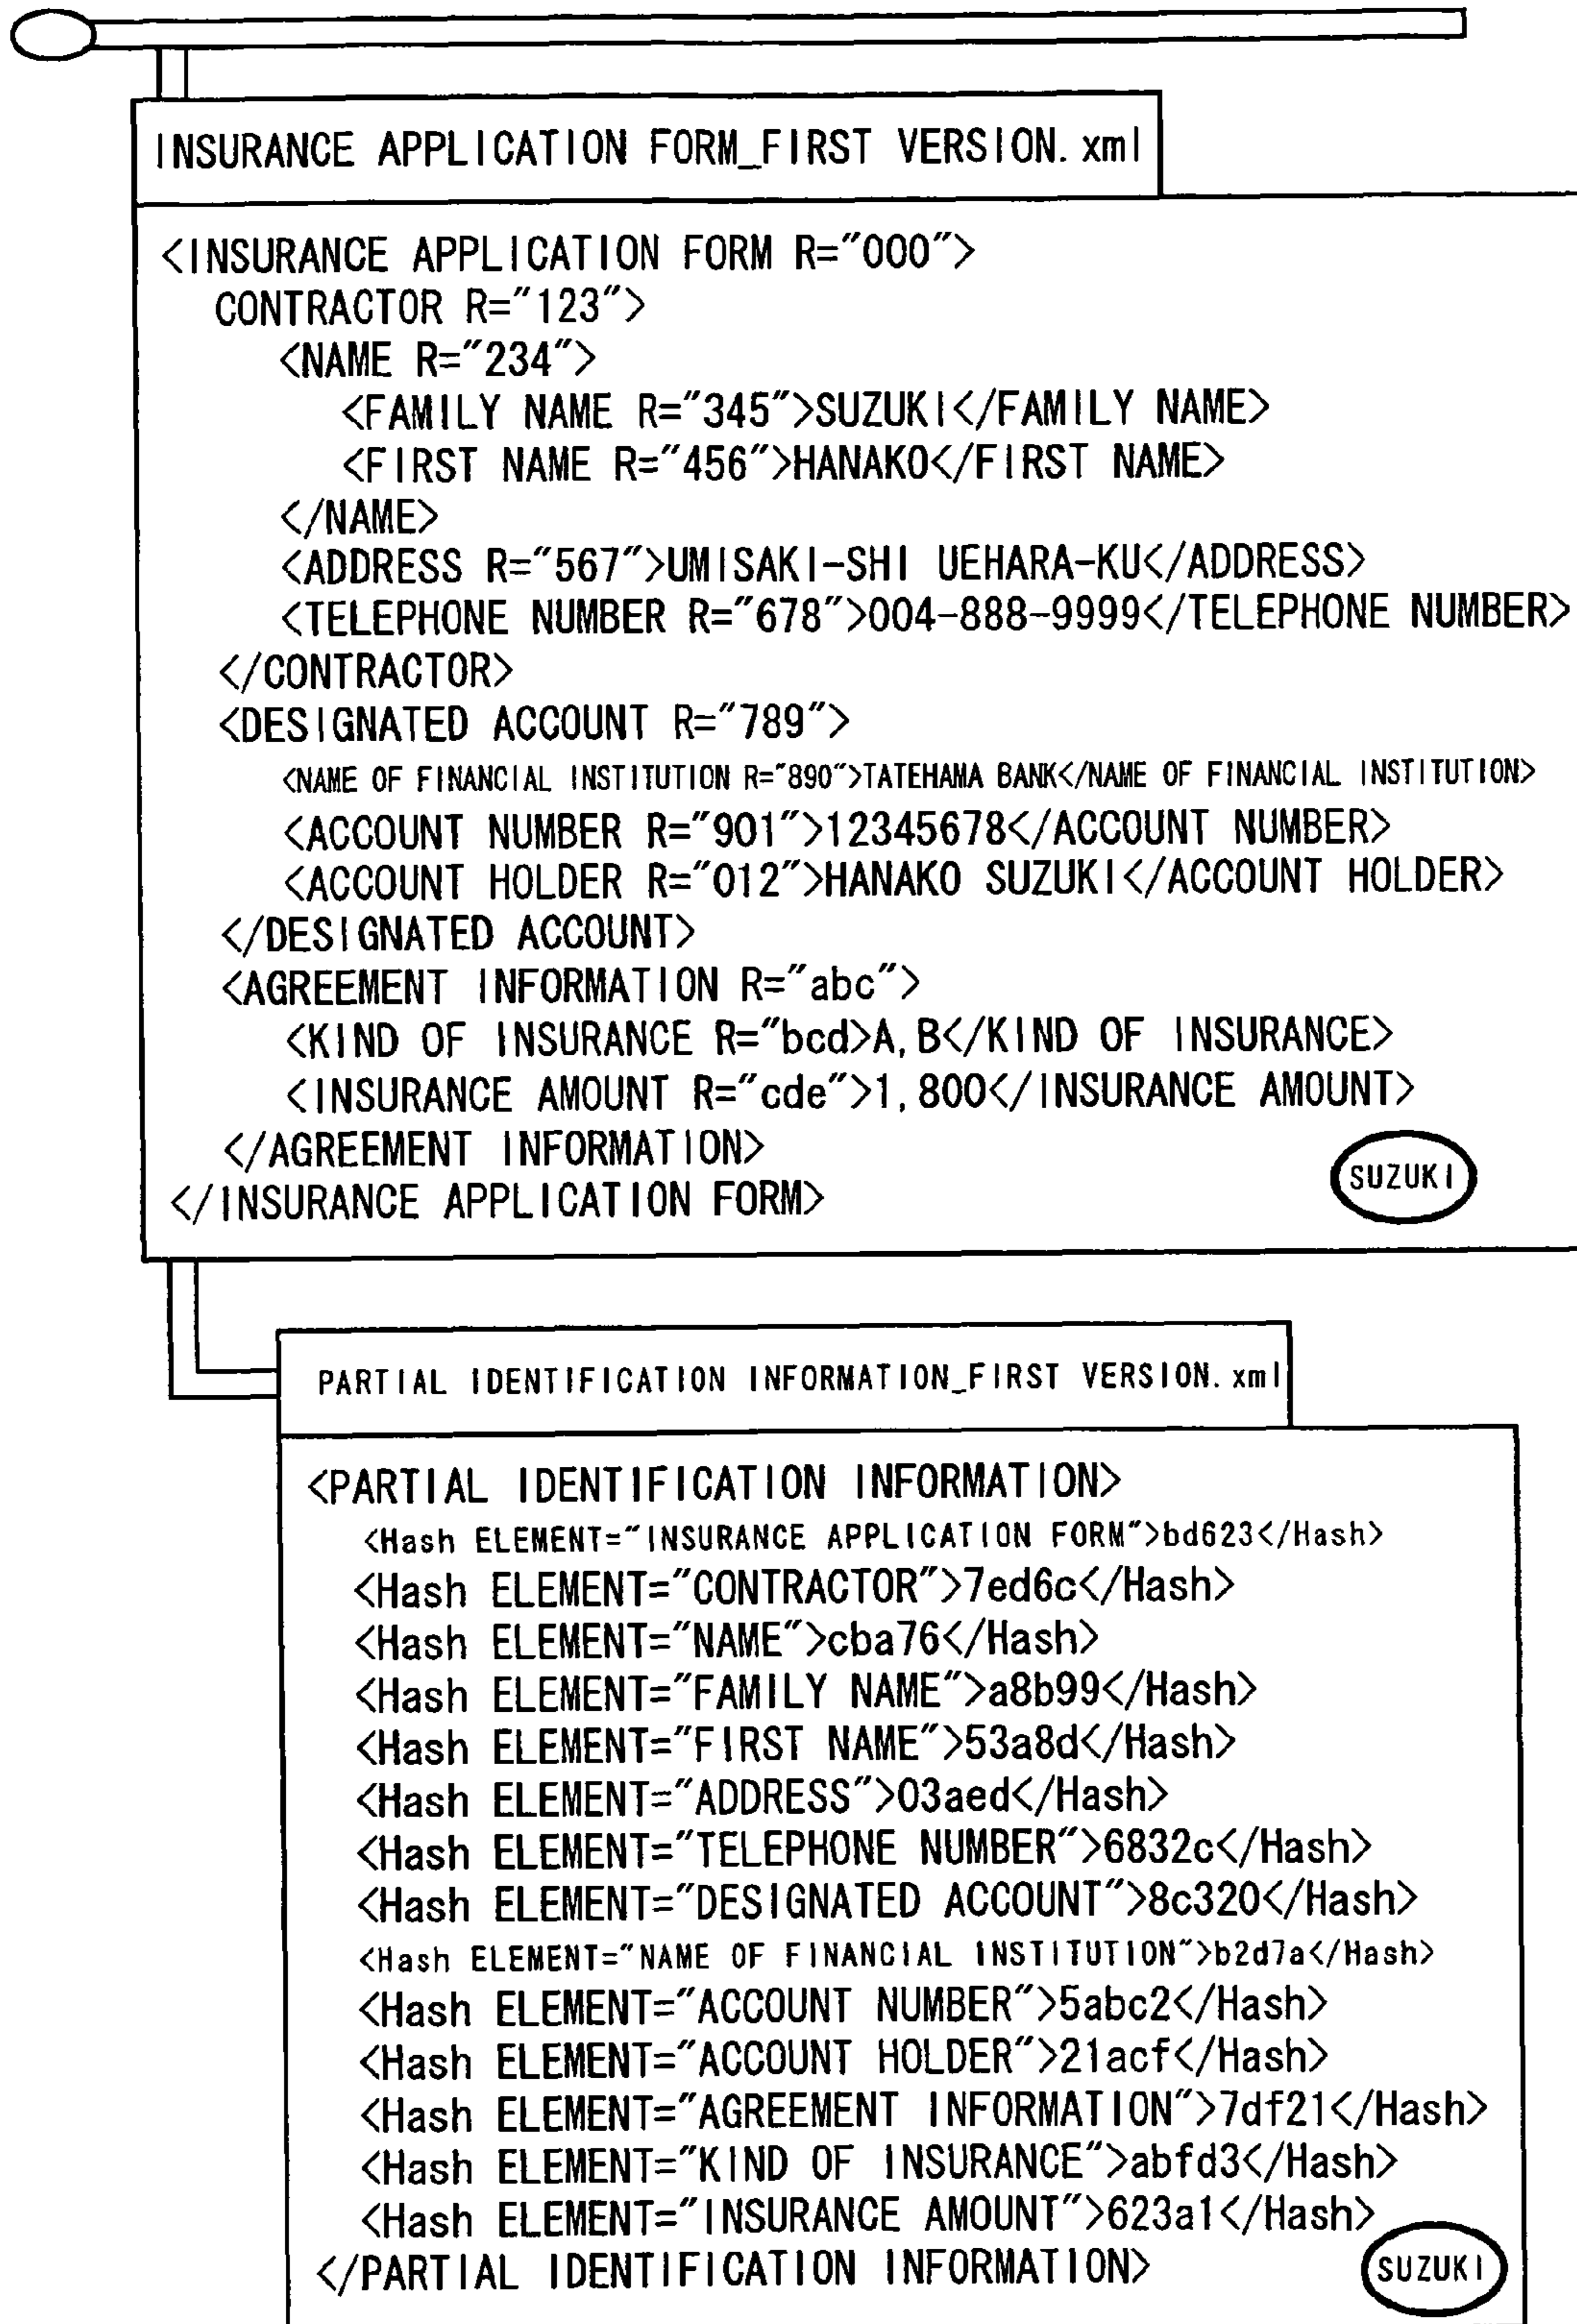 INSURANCE APPLICATION FORM_FIRST VERSION.xml
<INSURANCE APPLICATION FORM R="000">
CONTRACTOR R="123">
<NAME R="234">
<FAMILY NAME R="345">SUZUKI</FAMILY NAME>
<FIRST NAME R="456">HANAKO</FIRST NAME>
</NAME>
<ADDRESS R="567">UMISAKI-SHI UEHARA-KU</ADDRESS>
<TELEPHONE NUMBER R="678">004-888-9999</TELEPHONE NUMBER>
</CONTRACTOR>
<DESIGNATED ACCOUNT R="789">
<NAME OF FINANCIAL INSTITUTION R="890">TATEHAMA BANK</NAME OF FINANCIAL INSTITUTION>
<ACCOUNT NUMBER R="901">12345678</ACCOUNT NUMBER>
<ACCOUNT HOLDER R="012">HANAKO SUZUKI</ACCOUNT HOLDER>
</DESIGNATED ACCOUNT>
<AGREEMENT INFORMATION R="abc">
<KIND OF INSURANCE R="bcd>A,B</KIND OF INSURANCE>
<INSURANCE AMOUNT R="cde">1,800</INSURANCE AMOUNT>
</AGREEMENT INFORMATION>
</INSURANCE APPLICATION FORM>
SUZUKI
PARTIAL IDENTIFICATION INFORMATION_FIRST VERSION.xml
<PARTIAL IDENTIFICATION INFORMATION>
<Hash ELEMENT="INSURANCE APPLICATION FORM">bd623</Hash>
<Hash ELEMENT="CONTRACTOR">7ed6c</Hash>
<Hash ELEMENT="NAME">cba76</Hash>
<Hash ELEMENT="FAMILY NAME">a8b99</Hash>
<Hash ELEMENT="FIRST NAME">53a8d</Hash>
<Hash ELEMENT="ADDRESS">03aed</Hash>
<Hash ELEMENT="TELEPHONE NUMBER">6832c</Hash>
<Hash ELEMENT="DESIGNATED ACCOUNT">8c320</Hash>
<Hash ELEMENT="NAME OF FINANCIAL INSTITUTION">b2d7a</Hash>
<Hash ELEMENT="ACCOUNT NUMBER">5abc2</Hash>
<Hash ELEMENT="ACCOUNT HOLDER">21acf</Hash>
<Hash ELEMENT="AGREEMENT INFORMATION">7df21</Hash>
<Hash ELEMENT="KIND OF INSURANCE">abfd3</Hash>
<Hash ELEMENT="INSURANCE AMOUNT">623a1</Hash>
</PARTIAL IDENTIFICATION INFORMATION>
SUZUKI